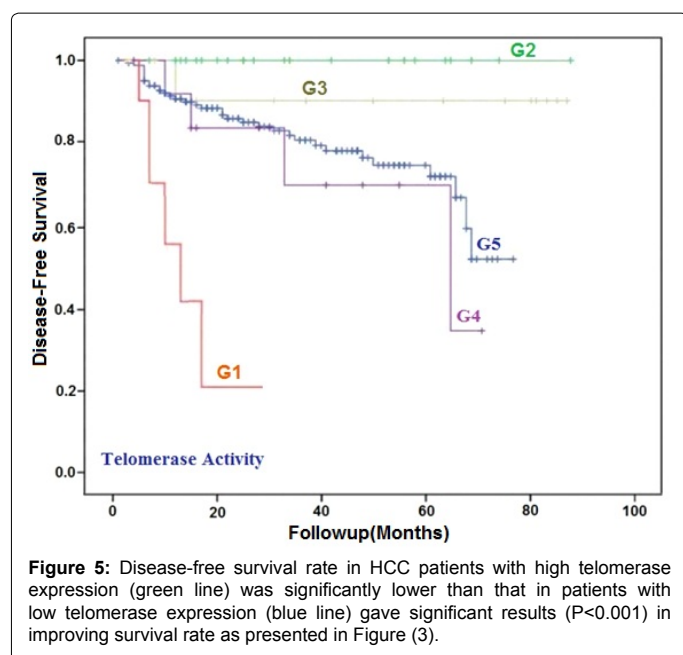 1.0
0.8
0.6
0.4
0.2
0.0
Disease-Free Survival
G2
G3
G5
G4
G1
Telomerase Activity
0 20 40 60 80 100
Followup(Months)
Figure 5: Disease-free survival rate in HCC patients with high telomerase
expression (green line) was significantly lower than that in patients with
low telomerase expression (blue line) gave significant results (P<0.001) in
improving survival rate as presented in Figure (3).